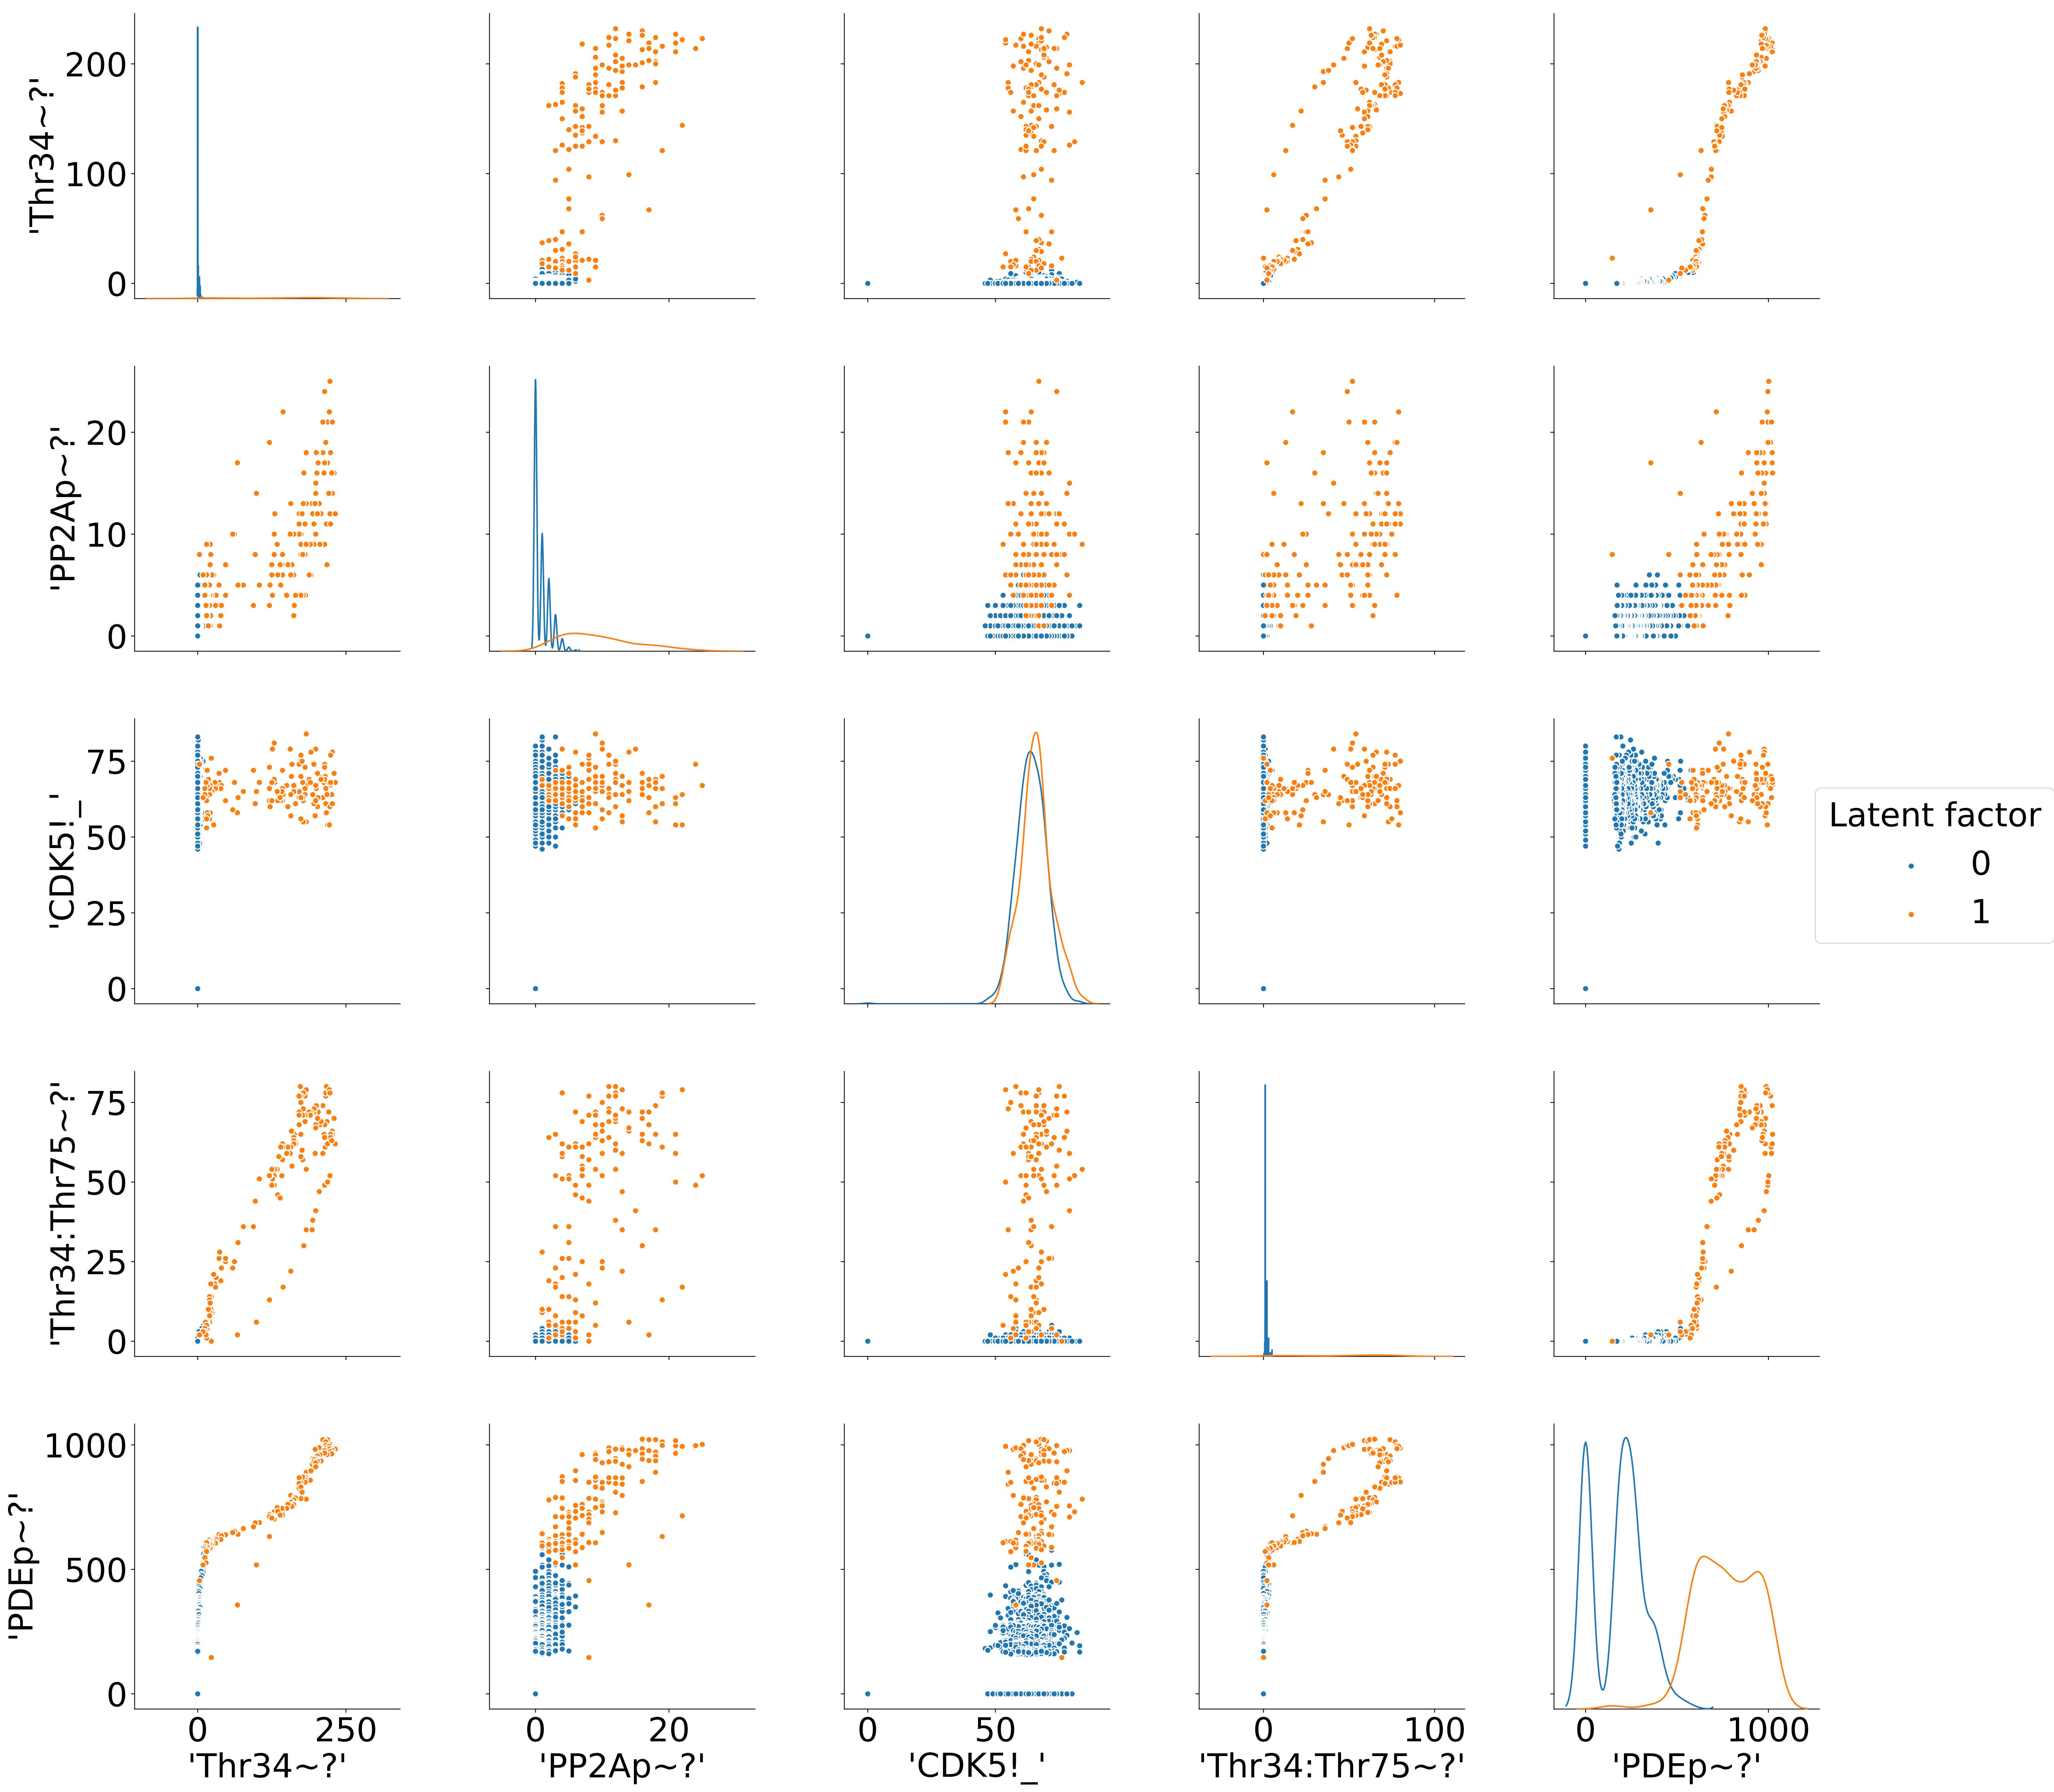 'Thr34~?'
200
100
0
'PP2Ap~?'
20
10
0
'CDK5!_'
75
50
25
0
Latent factor
0
1
'Thr34:Thr75~?'
75
50
25
0
'PDEp~?'
1000
500
0
0 250 0 20 0 50 0 100 0 1000
'Thr34~?' 'PP2Ap~?' 'CDK5!_' 'Thr34:Thr75~?' 'PDEp~?'